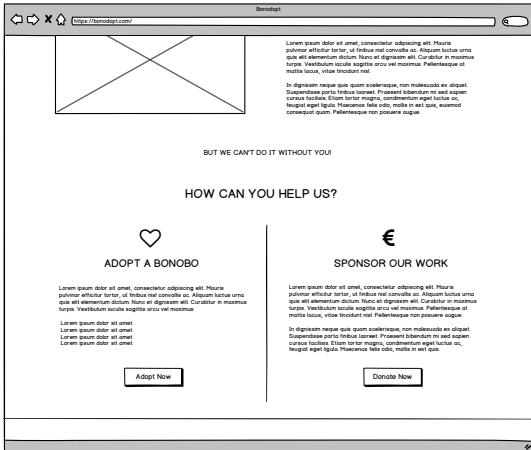 Bonodopt
https://bonodopt.com/
Lorem ipsum dolor sit amet, consectetur adipiscing elit. Mauris
pulvinar efficitur tortor, ut finibus nisl convallis ac. Aliquam luctus urna
quis elit elementum dictum. Nunc et dignissim elit. Curabitur in maximus
turpis. Vestibulum iaculis sagittis arcu vel maximus. Pellentesque at
mattis lacus, vitae tincidunt nisl.
In dignissim neque quis quam scelerisque, non malesuada ex aliquet.
Suspendisse porta finibus laoreet. Praesent bibendum mi sed sapien
cursus facilisis. Etiam tortor magna, condimentum eget luctus ac,
feugiat eget ligula. Maecenas felis odio, mollis in est quis, euismod
consequat quam. Pellentesque non posuere augue.
BUT WE CAN'T DO IT WITHOUT YOU!
HOW CAN YOU HELP US?
€
ADOPT A BONOBO
SPONSOR OUR WORK
Lorem ipsum dolor sit amet, consectetur adipiscing elit. Mauris
pulvinar efficitur tortor, ut finibus nisl convallis ac. Aliquam luctus urna
quis elit elementum dictum. Nunc et dignissim elit. Curabitur in maximus
turpis. Vestibulum iaculis sagittis arcu vel maximus:
Lorem ipsum dolor sit amet
Lorem ipsum dolor sit amet
Lorem ipsum dolor sit amet
Lorem ipsum dolor sit amet
Adopt Now
Lorem ipsum dolor sit amet, consectetur adipiscing elit. Mauris
pulvinar efficitur tortor, ut finibus nisl convallis ac. Aliquam luctus urna
quis elit elementum dictum. Nunc et dignissim elit. Curabitur in maximus
turpis. Vestibulum iaculis sagittis arcu vel maximus. Pellentesque at
mattis lacus, vitae tincidunt nisl. Pellentesque non posuere augue.
In dignissim neque quis quam scelerisque, non malesuada ex aliquet.
Suspendisse porta finibus laoreet. Praesent bibendum mi sed sapien
cursus facilisis. Etiam tortor magna, condimentum eget luctus ac,
feugiat eget ligula. Maecenas felis odio, mollis in est quis.
Donate Now